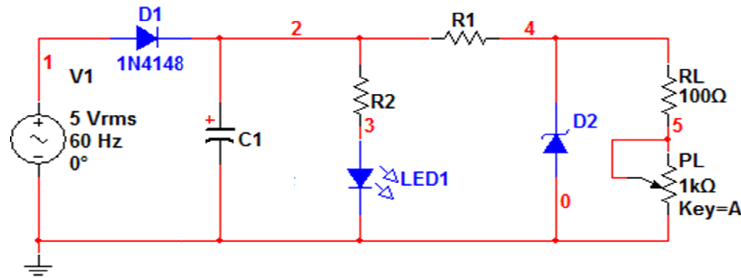 D1
1N4148
1
V1
5 Vrms
60 Hz
0°
+
C1
2
R2
3
LED1
R1
4
D2
0
RL
100Ω
5
PL
1kΩ
Key=A